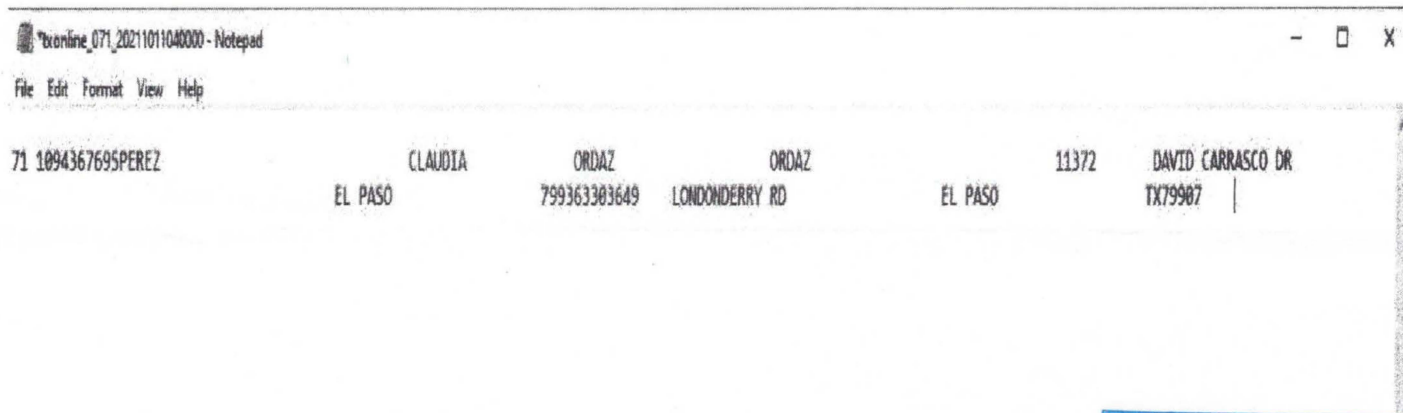 *txonline_071_20211011040000 - Notepad
File Edit Format View Help
71 1094367695PEREZ CLAUDIA ORDAZ ORDAZ 11372 DAVID CARRASCO DR
EL PASO 799363303649 LONDONDERRY RD EL PASO TX79907